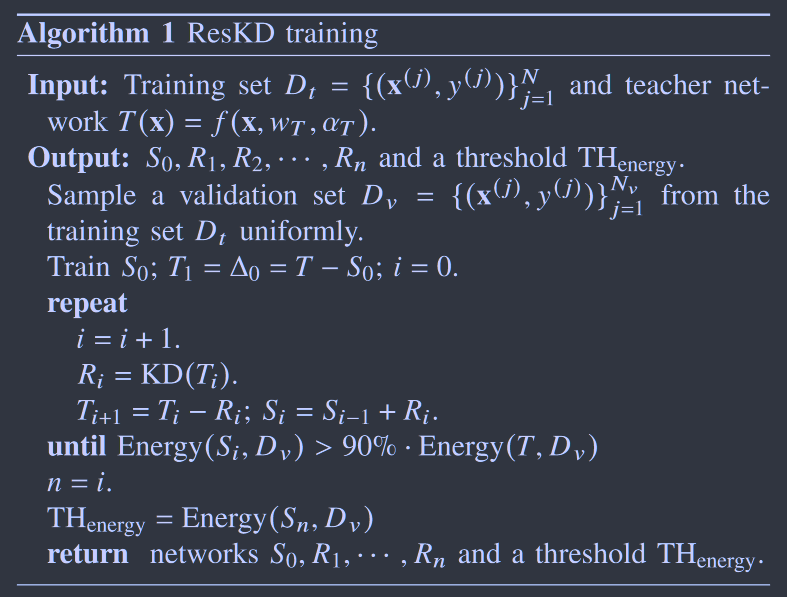 Algorithm 1 ResKD training
Input: Training set D_t = {(x^(j), y^(j))}_{j=1}^N and teacher net-
work T(x) = f(x, w_T, α_T).
Output: S_0, R_1, R_2, ⋯ , R_n and a threshold TH_energy.
Sample a validation set D_v = {(x^(j), y^(j))}_{j=1}^{N_v} from the
training set D_t uniformly.
Train S_0; T_1 = Δ_0 = T − S_0; i = 0.
repeat
i = i + 1.
R_i = KD(T_i).
T_{i+1} = T_i − R_i; S_i = S_{i−1} + R_i.
until Energy(S_i, D_v) > 90% · Energy(T, D_v)
n = i.
TH_energy = Energy(S_n, D_v)
return networks S_0, R_1, ⋯ , R_n and a threshold TH_energy.